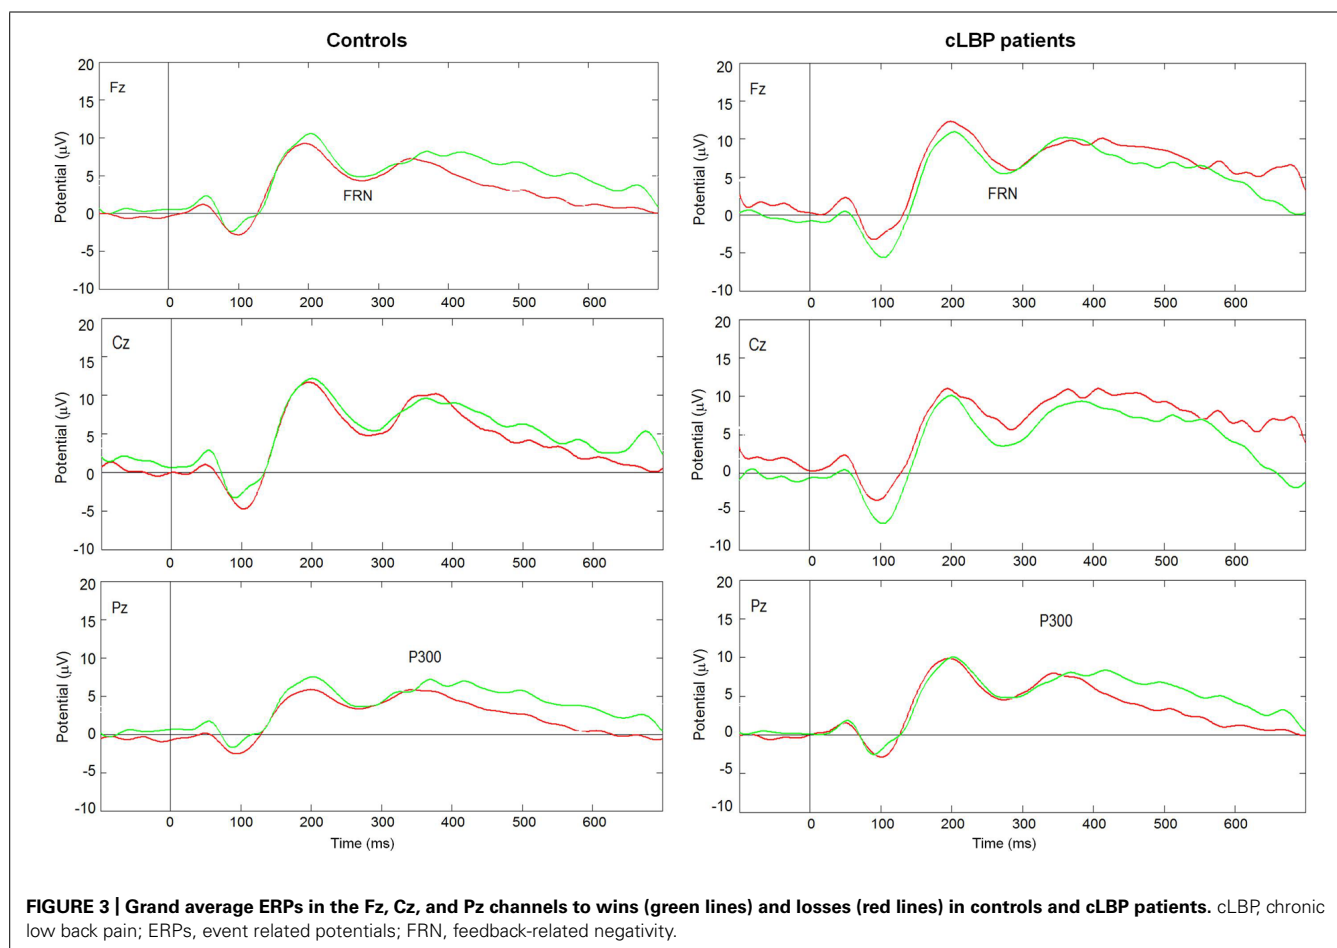 Controls
cLBP patients
Fz
Potential (μV)
20
15
10
5
0
-5
-10
FRN
0 100 200 300 400 500 600
Fz
Potential (μV)
20
15
10
5
0
-5
-10
FRN
0 100 200 300 400 500 600
Cz
Potential (μV)
20
15
10
5
0
-5
-10
0 100 200 300 400 500 600
Cz
Potential (μV)
20
15
10
5
0
-5
-10
0 100 200 300 400 500 600
Pz
Potential (μV)
20
15
10
5
0
-5
-10
P300
0 100 200 300 400 500 600
Time (ms)
Pz
Potential (μV)
20
15
10
5
0
-5
-10
P300
0 100 200 300 400 500 600
Time (ms)
FIGURE 3 | Grand average ERPs in the Fz, Cz, and Pz channels to wins (green lines) and losses (red lines) in controls and cLBP patients. cLBP, chronic
low back pain; ERPs, event related potentials; FRN, feedback-related negativity.